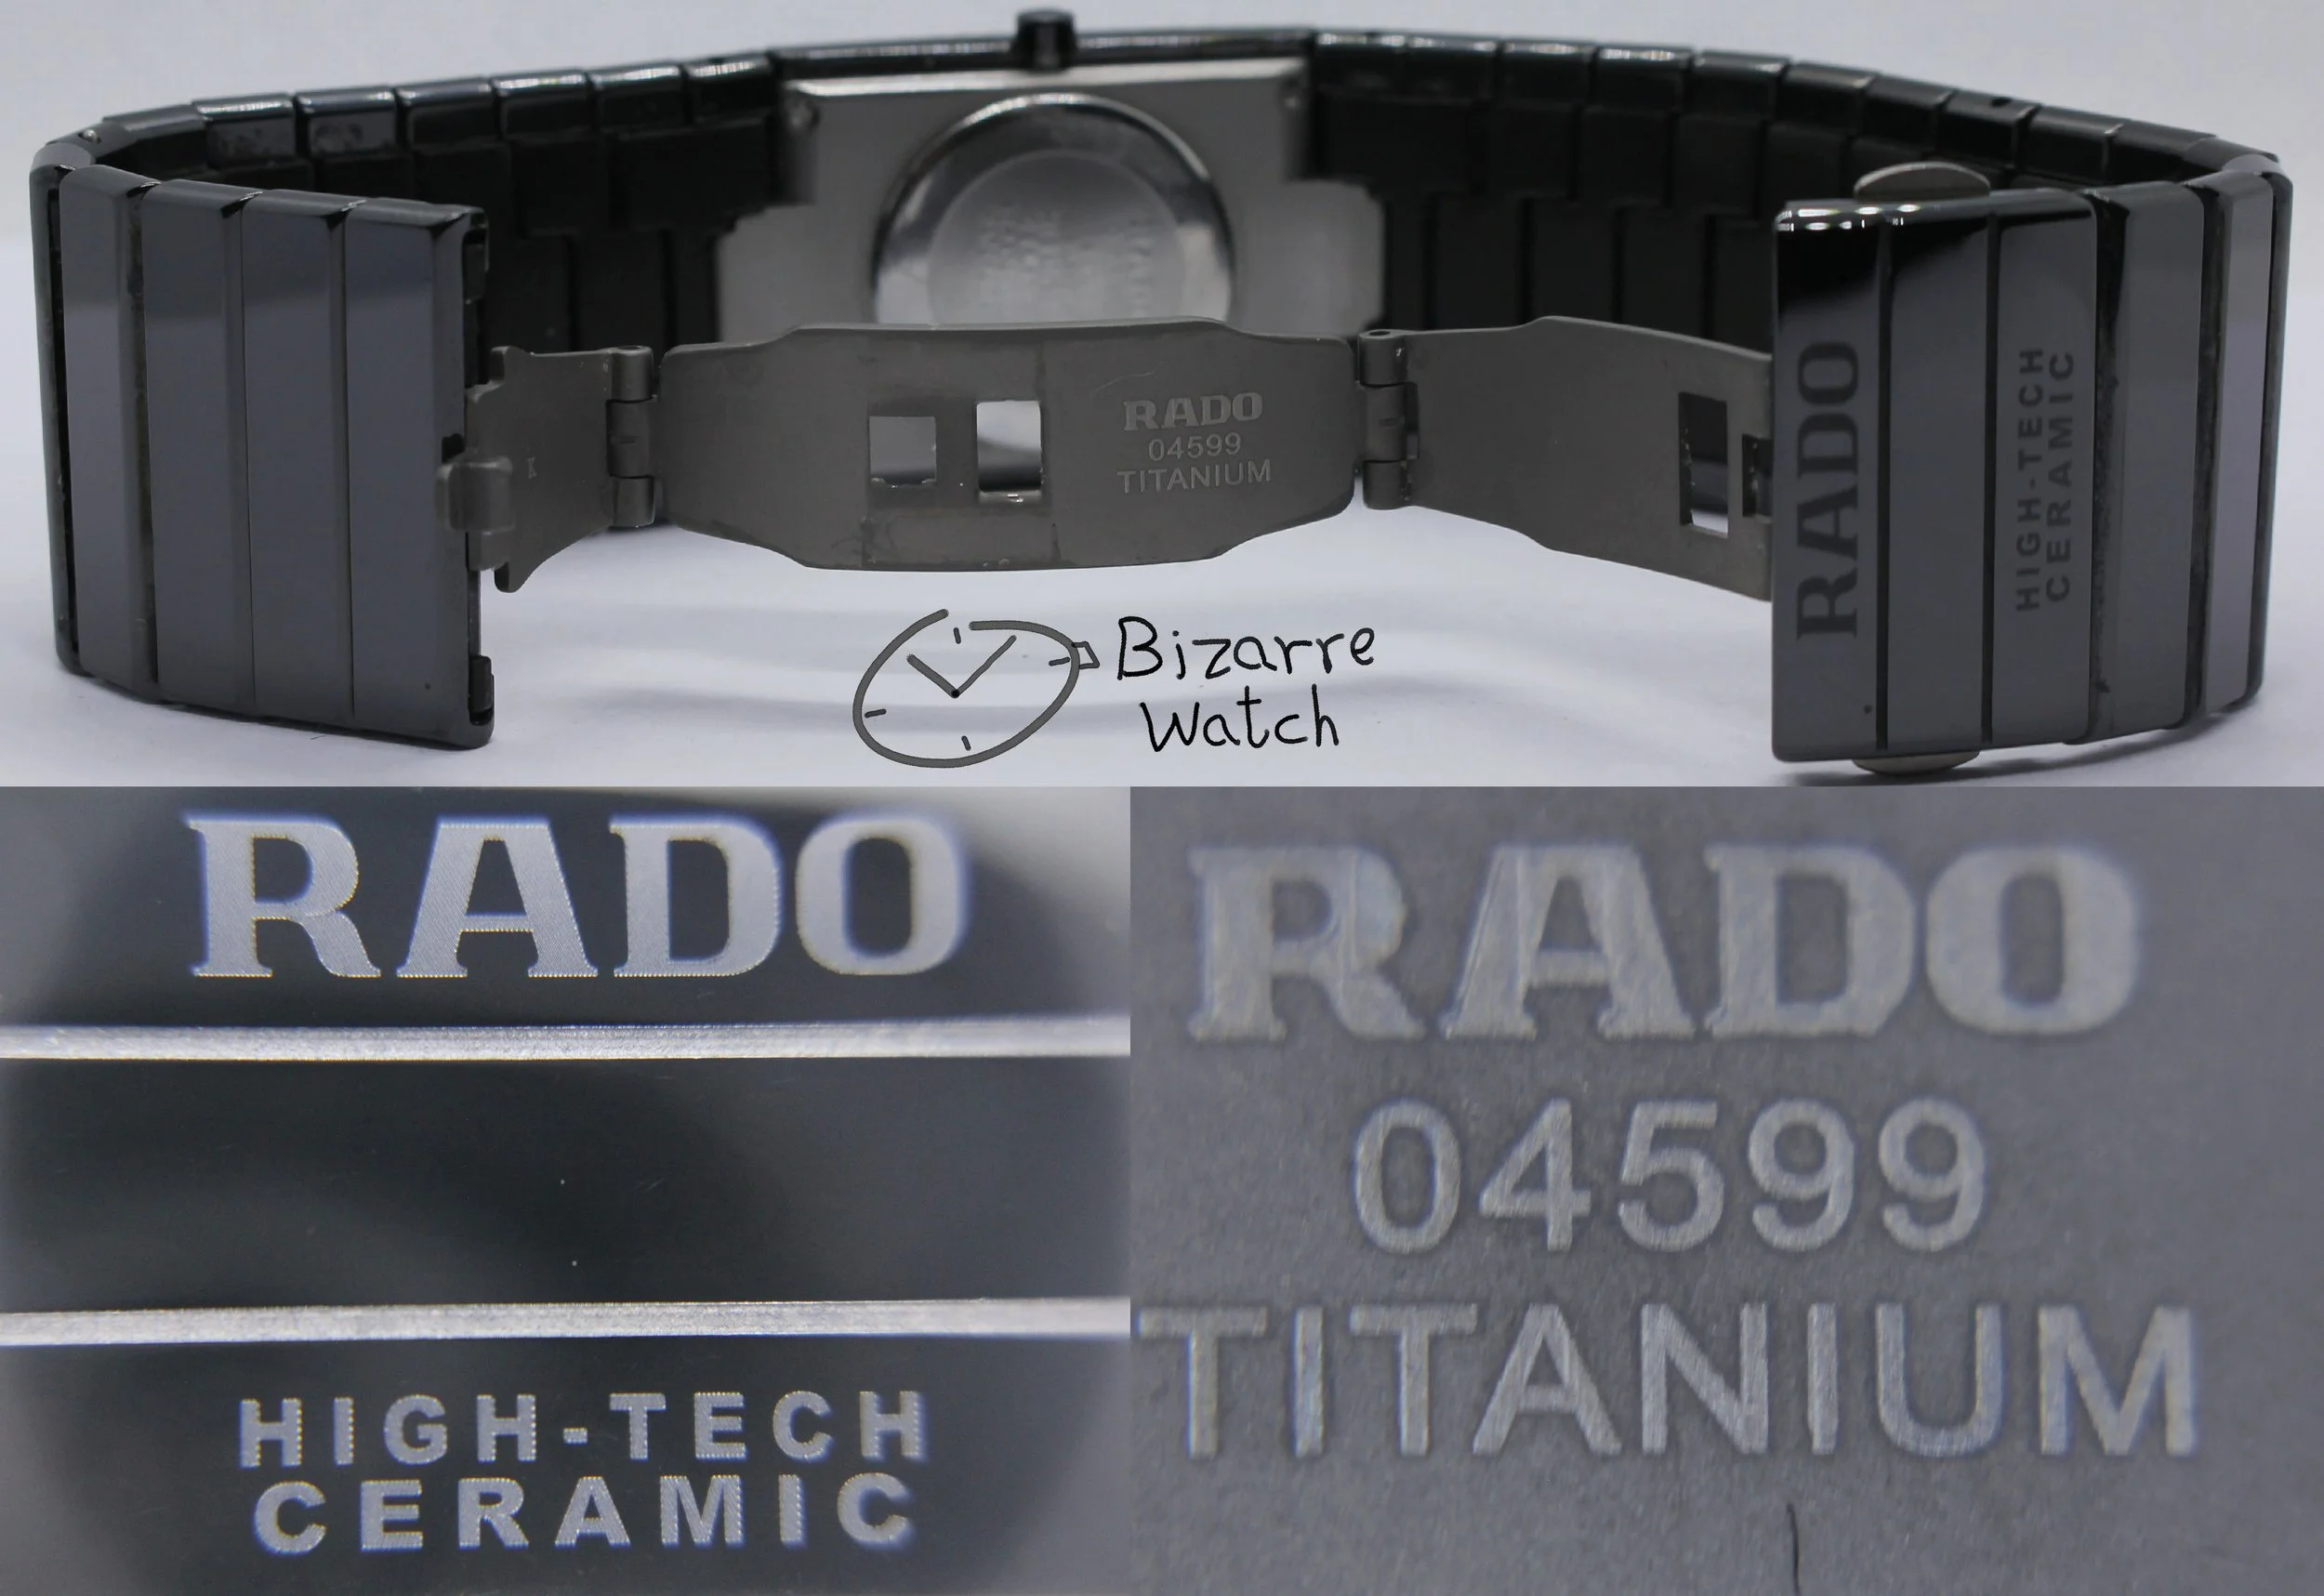 RADO
04599
TITANIUM
RADO
HIGH-TECH
CERAMIC
Bizarre
Watch
RADO
HIGH-TECH
CERAMIC
RADO
04599
TITANIUM
K